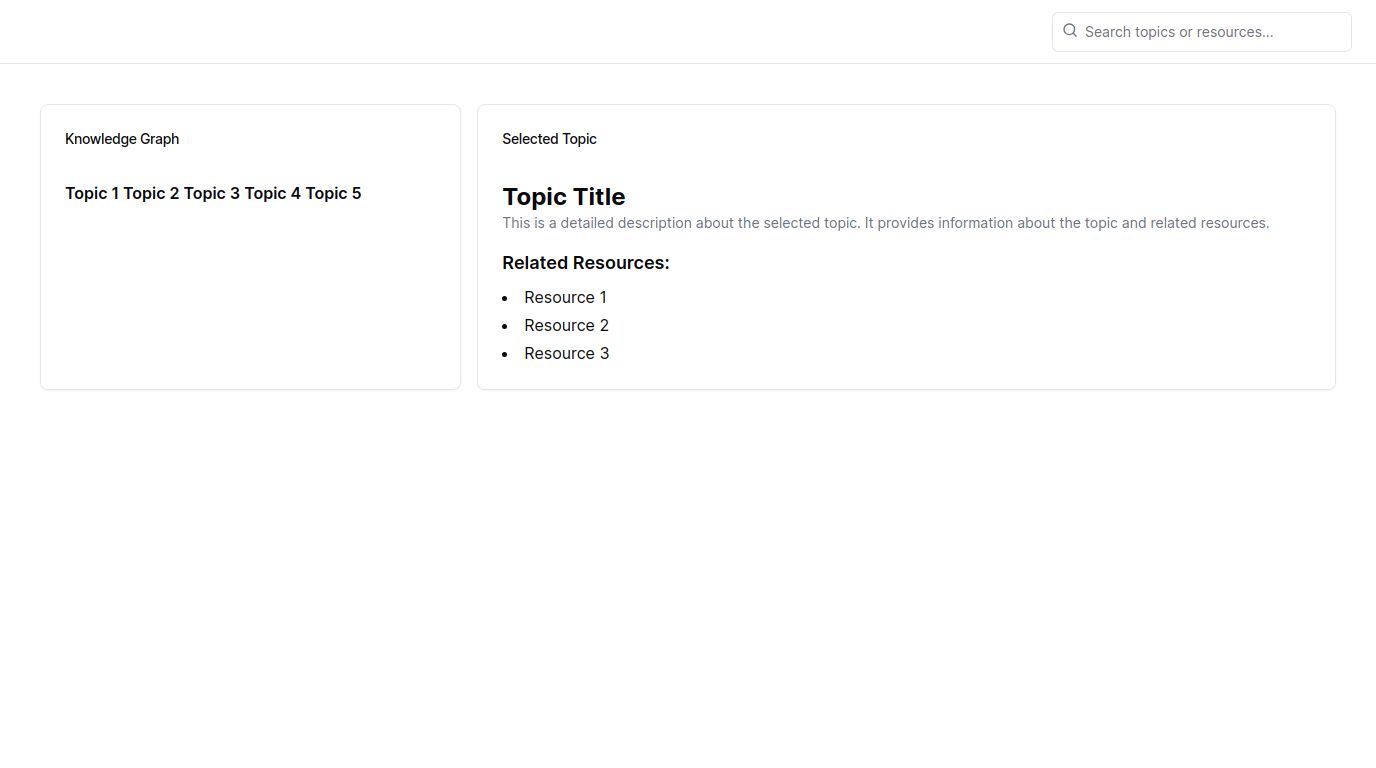 Search topics or resources...
Knowledge Graph
Topic 1 Topic 2 Topic 3 Topic 4 Topic 5
Selected Topic
Topic Title
This is a detailed description about the selected topic. It provides information about the topic and related resources.
Related Resources:
Resource 1
Resource 2
Resource 3